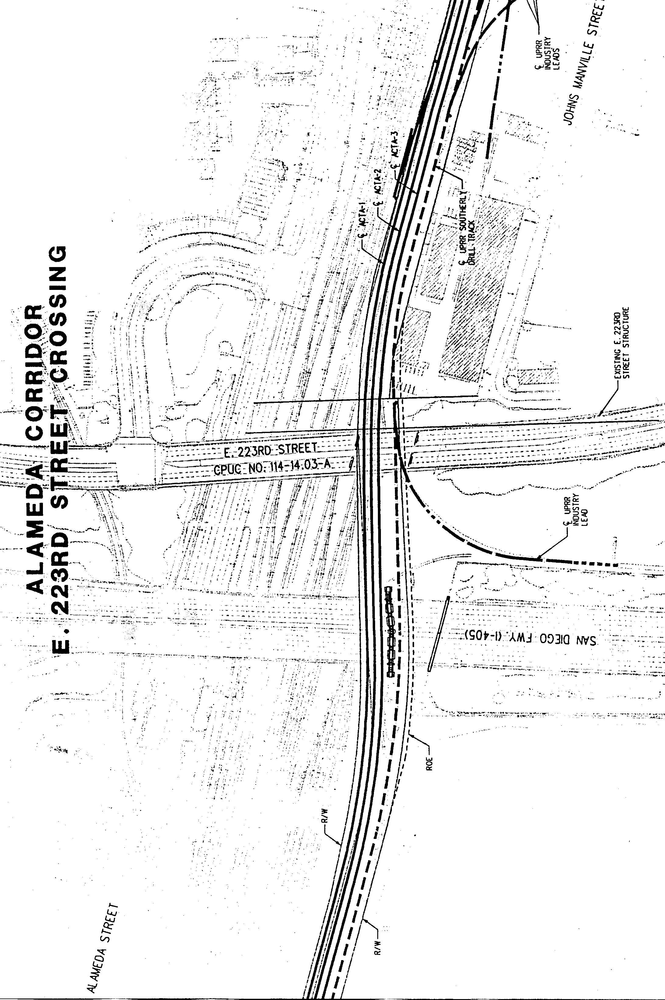 ALAMEDA CORRIDOR
E. 223RD STREET CROSSING
℄ UPRR
INDUSTRY
LEADS
JOHNS MANVILLE STREE
℄ ACTA-1
℄ ACTA-2
℄ ACTA-3
℄ UPRR SOUTHERLY
DRILL TRACK
EXISTING E. 223RD
STREET STRUCTURE
E. 223RD STREET
CPUC NO. 114-14.03-A
℄ UPRR
INDUSTRY
LEAD
SAN DIEGO FWY. (I-405)
ROE
R/W
R/W
ALAMEDA STREET